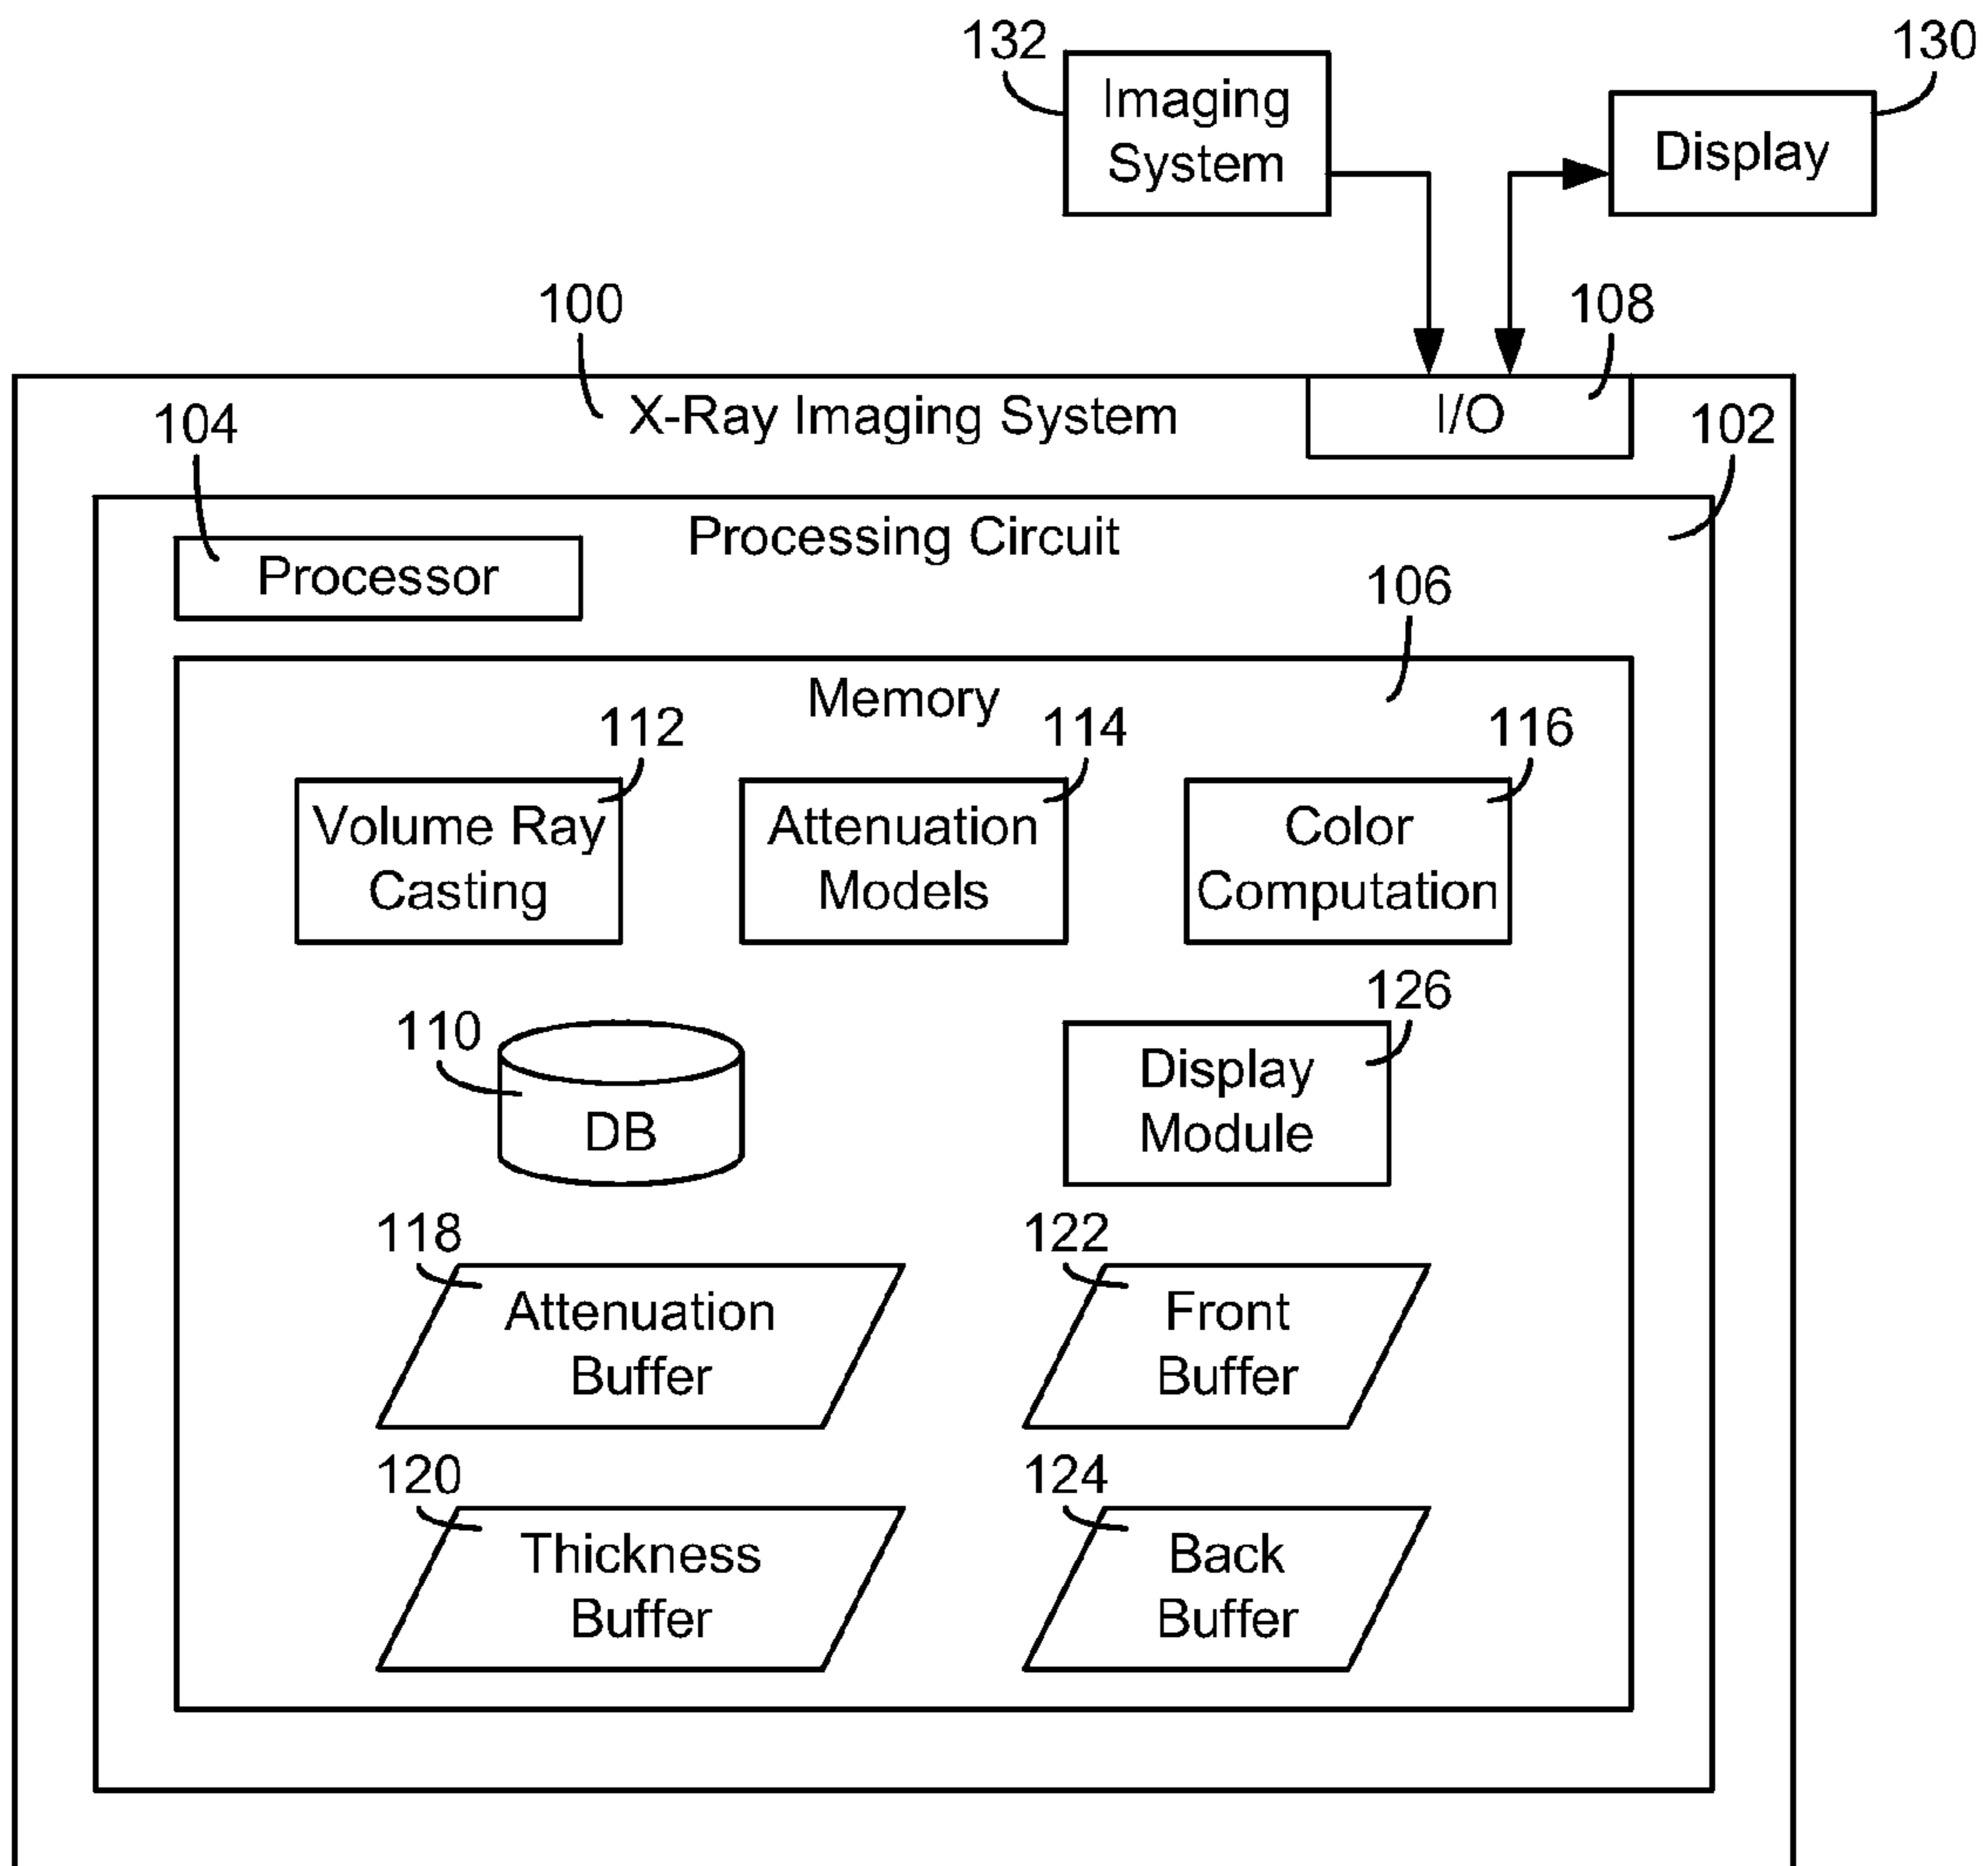 132
Imaging
System
130
Display
100
X-Ray Imaging System
108
I/O
102
104
Processor
Processing Circuit
106
Memory
112
Volume Ray
Casting
114
Attenuation
Models
116
Color
Computation
110
DB
126
Display
Module
118
Attenuation
Buffer
122
Front
Buffer
120
Thickness
Buffer
124
Back
Buffer